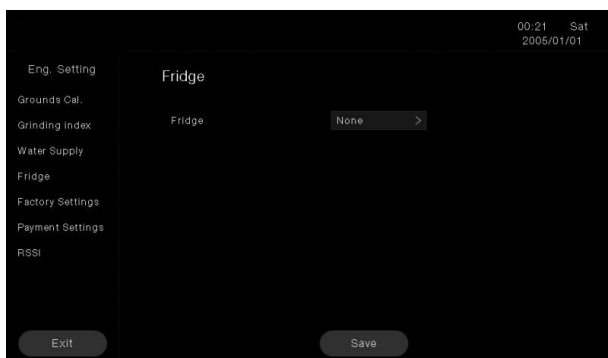 00:21 Sat
2005/01/01
Eng. Setting
Fridge
Grounds Cal.
Grinding index
Fridge None >
Water Supply
Fridge
Factory Settings
Payment Settings
RSSI
Exit Save